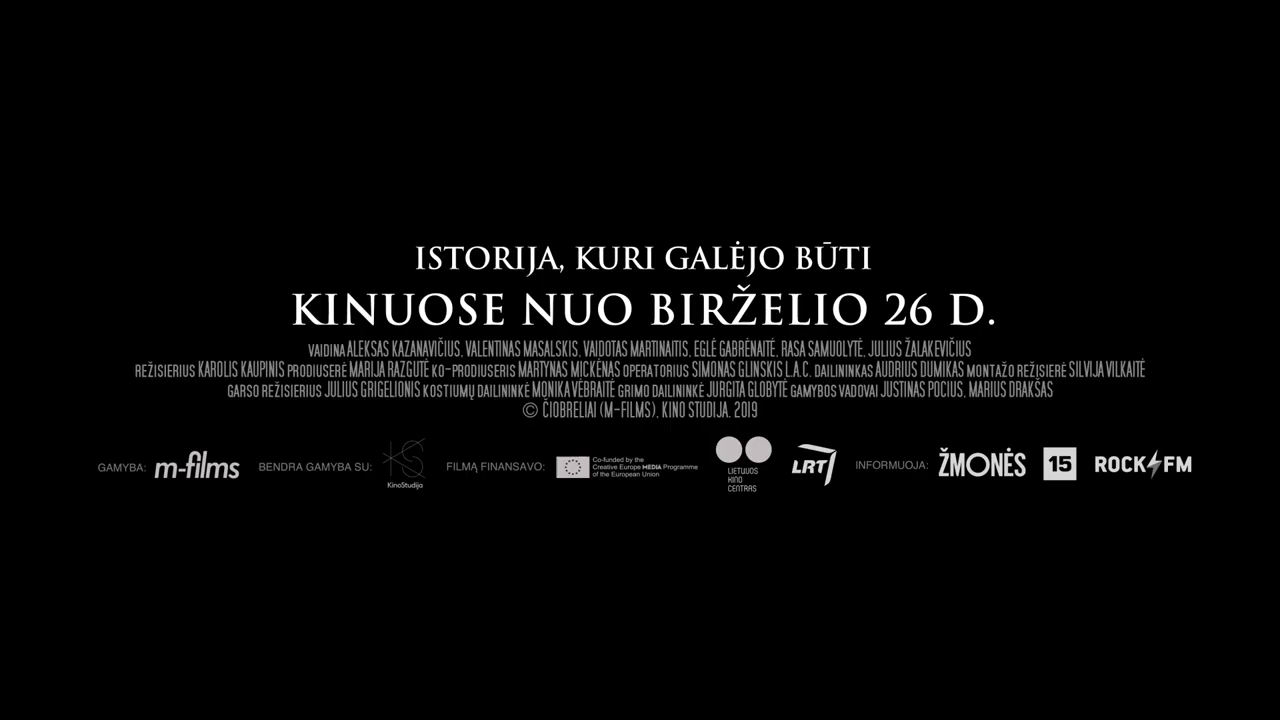 ISTORIJA, KURI GALĖJO BŪTI
KINUOSE NUO BIRŽELIO 26 D.
VAIDINA ALEKSAS KAZANAVIČIUS, VALENTINAS MASALSKIS, VAIDOTAS MARTINAITIS, EGLĖ GABRĖNAITĖ, RASA SAMUOLYTĖ, JULIUS ŽALAKEVIČIUS
REŽISIERIUS KAROLIS KAUPINIS PRODIUSERĖ MARIJA RAZGUTĖ KO-PRODIUSERIS MARTYNAS MICKĖNAS OPERATORIUS SIMONAS GLINSKIS L.A.C. DAILININKAS AUDRIUS DUMIKAS MONTAŽO REŽISIERĖ SILVIJA VILKAITĖ
GARSO REŽISIERIUS JULIUS GRIGELIONIS KOSTIUMŲ DAILININKĖ MONIKA VĖBRAITĖ GRIMO DAILININKĖ JURGITA GLOBYTĖ GAMYBOS VADOVAI JUSTINAS POCIUS, MARIUS DRAKŠAS
© ČIOBRELIAI (M-FILMS), KINO STUDIJA, 2019
GAMYBA: m-films BENDRA GAMYBA SU: KS KinoStudija FILMĄ FINANSAVO:
Co-funded by the
Creative Europe MEDIA Programme
of the European Union
LIETUVOS
KINO
CENTRAS
LRT INFORMUOJA: ŽMONĖS 15 ROCK FM